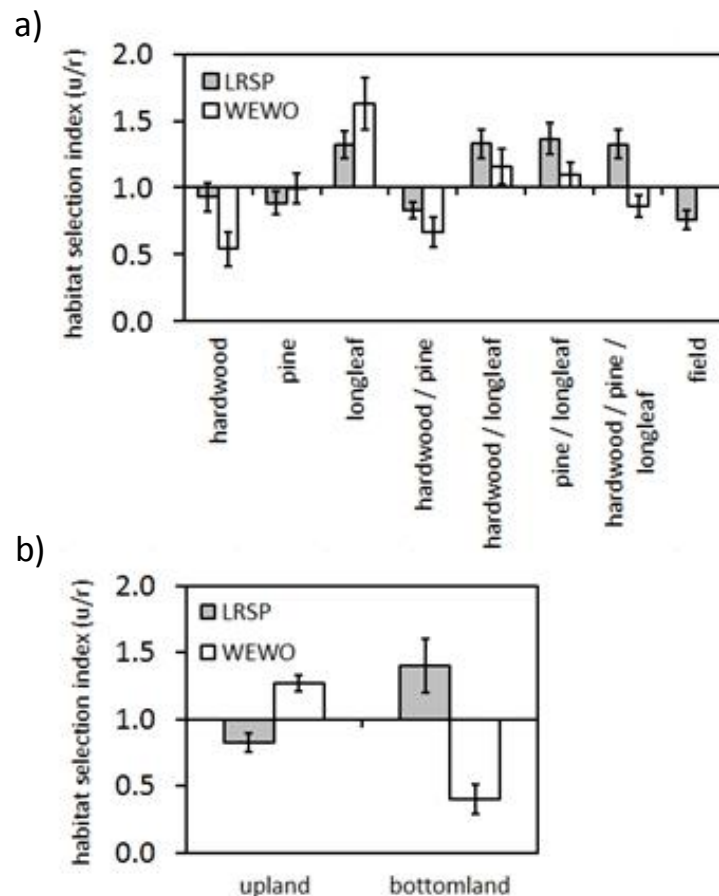 a)
habitat selection index (u/r)
2.0
1.5
1.0
0.5
0.0
LRSP
WEWO
hardwood
pine
longleaf
hardwood / pine
hardwood / longleaf
pine / longleaf
hardwood / pine /
longleaf
field
b)
habitat selection index (u/r)
2.0
1.5
1.0
0.5
0.0
LRSP
WEWO
upland
bottomland